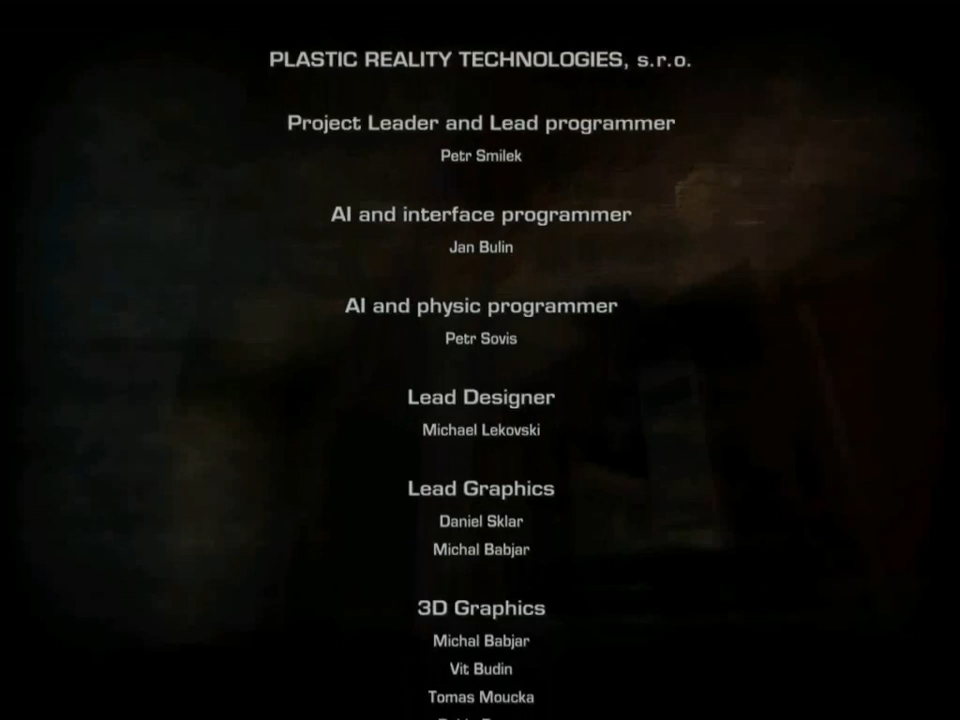 PLASTIC REALITY TECHNOLOGIES, s.r.o.
Project Leader and Lead programmer
Petr Smilek
AI and interface programmer
Jan Bulin
AI and physic programmer
Petr Sovis
Lead Designer
Michael Lekovski
Lead Graphics
Daniel Sklar
Michal Babjar
3D Graphics
Michal Babjar
Vit Budin
Tomas Moucka